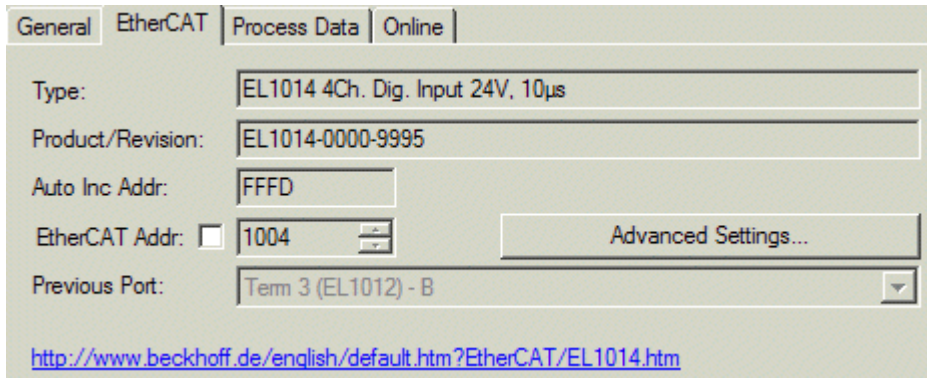 General EtherCAT Process Data Online
Type: EL1014 4Ch. Dig. Input 24V, 10µs
Product/Revision: EL1014-0000-9995
Auto Inc Addr: FFFD
EtherCAT Addr: 1004 Advanced Settings...
Previous Port: Term 3 (EL1012) - B
http://www.beckhoff.de/english/default.htm?EtherCAT/EL1014.htm